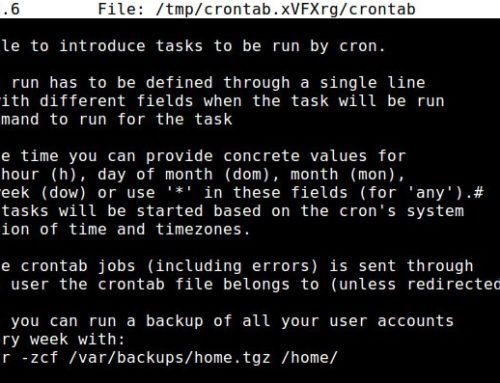 .6 File: /tmp/crontab.xVFXrg/crontab
le to introduce tasks to be run by cron.
run has to be defined through a single line
ith different fields when the task will be run
mmand to run for the task
e time you can provide concrete values for
hour (h), day of month (dom), month (mon),
eek (dow) or use '*' in these fields (for 'any').#
tasks will be started based on the cron's system
ion of time and timezones.
e crontab jobs (including errors) is sent through
user the crontab file belongs to (unless redirected
you can run a backup of all your user accounts
ry week with:
r -zcf /var/backups/home.tgz /home/